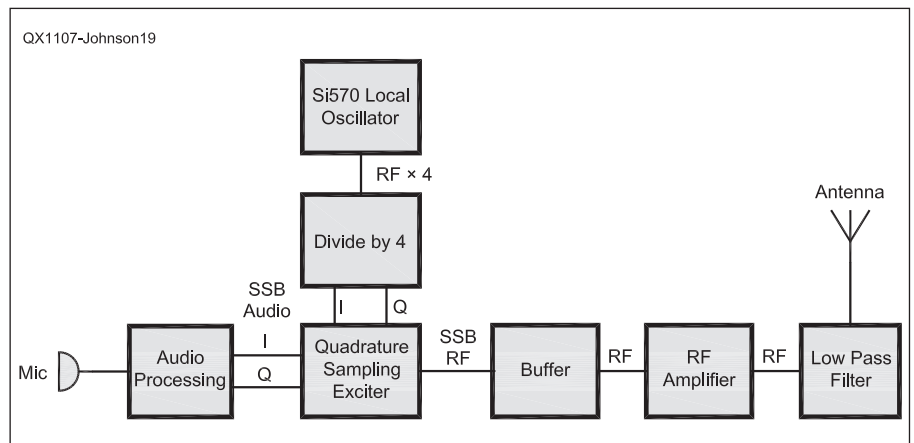 QX1107-Johnson19
Si570 Local
Oscillator
RF × 4
Divide by 4
Antenna
I
Q
SSB
Audio
I
Q
Mic
Audio
Processing
Quadrature
Sampling
Exciter
SSB
RF
Buffer
RF
RF
Amplifier
RF
Low Pass
Filter